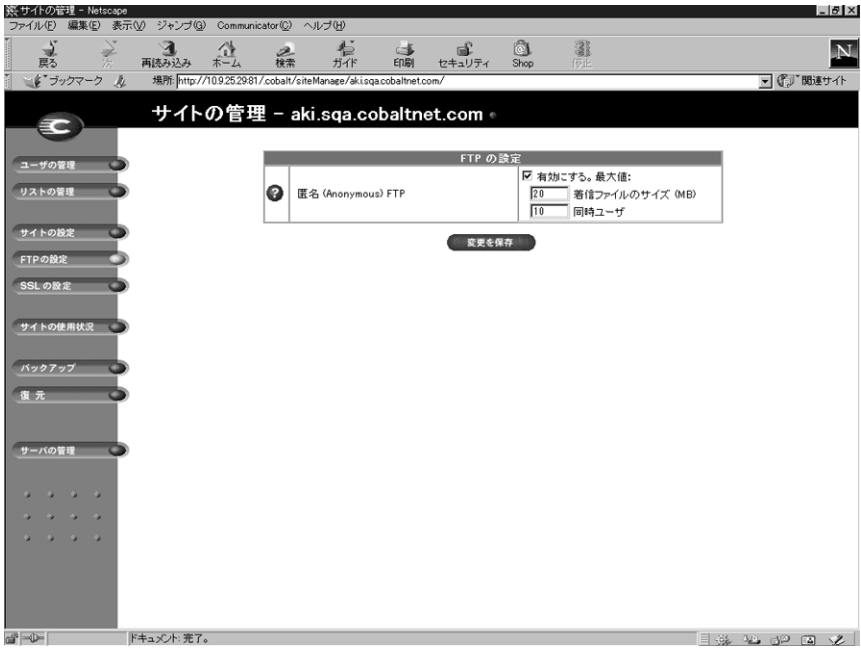 サイトの管理 - Netscape
ファイル(F) 編集(E) 表示(V) ジャンプ(G) Communicator(C) ヘルプ(H)
戻る 次 再読み込み ホーム 検索 ガイド 印刷 セキュリティ Shop 停止
N
ブックマーク 場所: http://10.9.25.29:81/.cobalt/siteManage/aki.sqa.cobaltnet.com/ 関連サイト
サイトの管理 - aki.sqa.cobaltnet.com
ユーザの管理
リストの管理
サイトの設定
FTPの設定
SSLの設定
サイトの使用状況
バックアップ
復元
サーバの管理
FTP の設定
匿名 (Anonymous) FTP
有効にする。最大値:
20 着信ファイルのサイズ (MB)
10 同時ユーザ
変更を保存
ドキュメント: 完了。